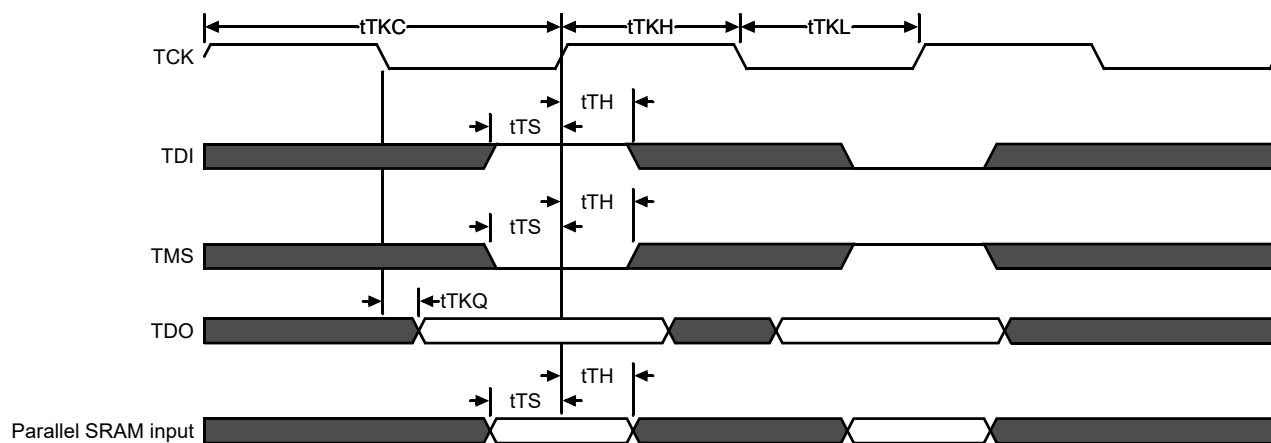 tTKC tTKH tTKL
TCK
tTH
tTS
TDI
tTH
tTS
TMS
tTKQ
TDO
tTH
tTS
Parallel SRAM input